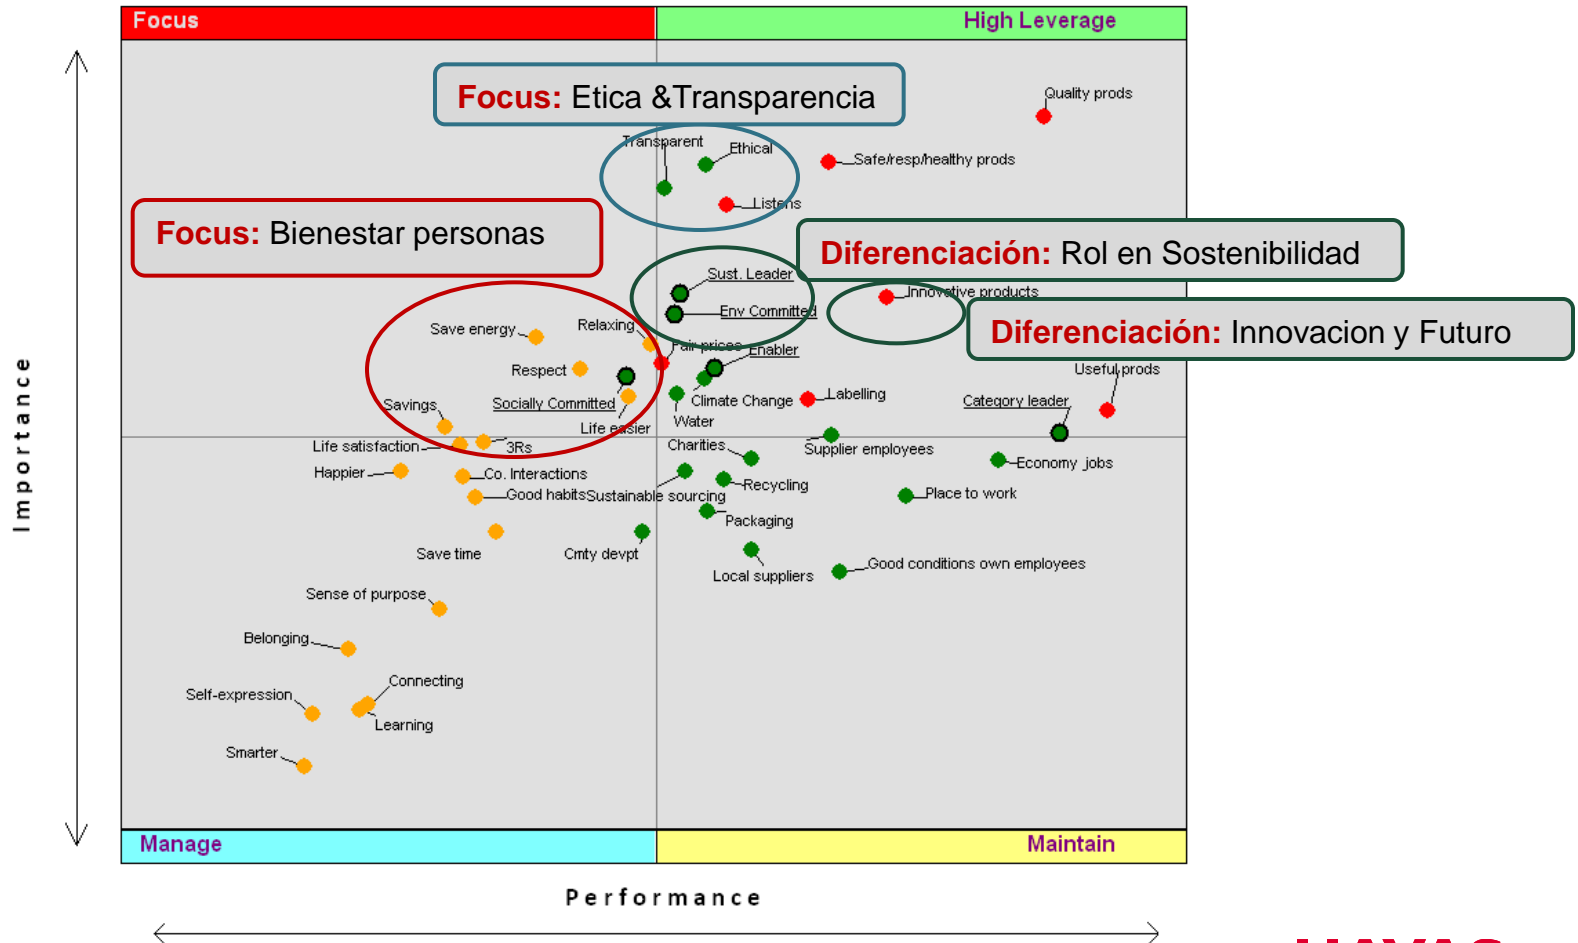 Focus
High Leverage
Focus: Etica &Transparencia
Quality prods
Transparent
Ethical
Safe/resp/healthy prods
Listens
Focus: Bienestar personas
Diferenciación: Rol en Sostenibilidad
Sust. Leader
Innovative products
Env Committed
Diferenciación: Innovacion y Futuro
Save energy
Relaxing
Fair prices
Enabler
Respect
Useful prods
Socially Committed
Climate Change
Labelling
Category leader
Savings
Life easier
Water
Life satisfaction
3Rs
Charities
Supplier employees
Happier
Co. Interactions
Economy jobs
Good habits
Sustainable sourcing
Recycling
Place to work
Packaging
Save time
Cmty devpt
Local suppliers
Good conditions own employees
Sense of purpose
Belonging
Connecting
Self-expression
Learning
Smarter
Manage
Maintain
Importance
Performance
HAVAS